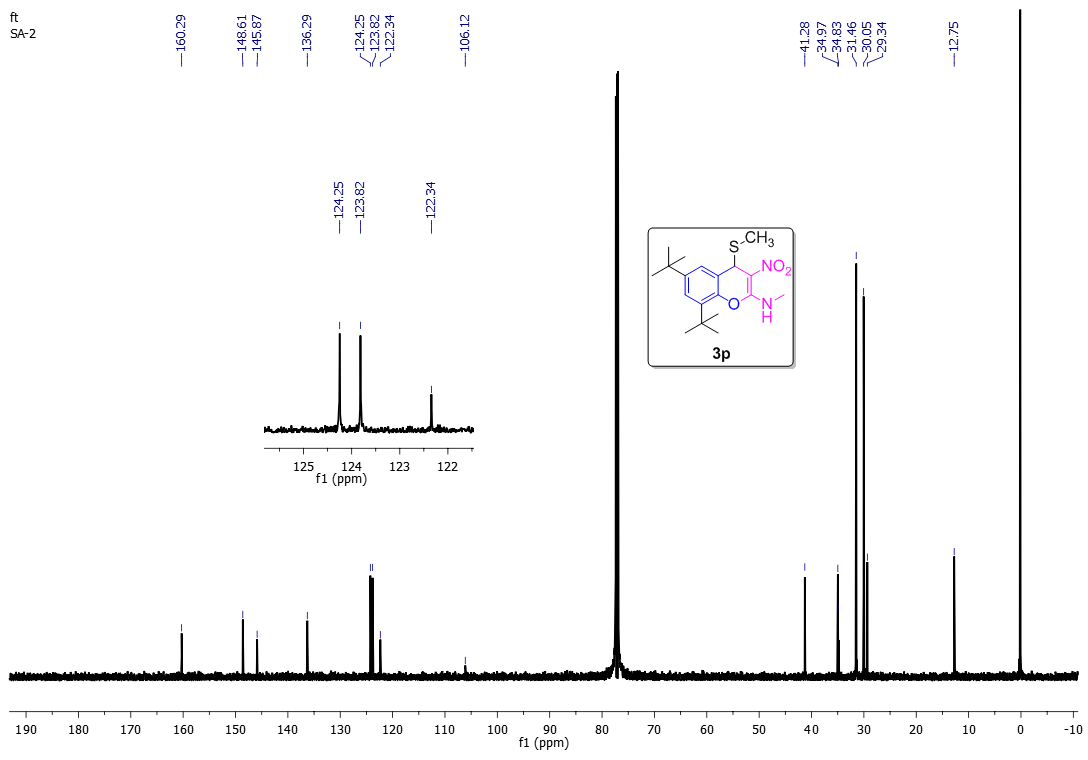 ft
SA-2
160.29
148.61
145.87
136.29
124.25
123.82
122.34
106.12
41.28
34.97
34.83
31.46
30.05
29.34
12.75
124.25
123.82
122.34
125 124 123 122
f1 (ppm)
S CH3
NO2
O N
H
3p
190 180 170 160 150 140 130 120 110 100 90 80 70 60 50 40 30 20 10 0 -10
f1 (ppm)